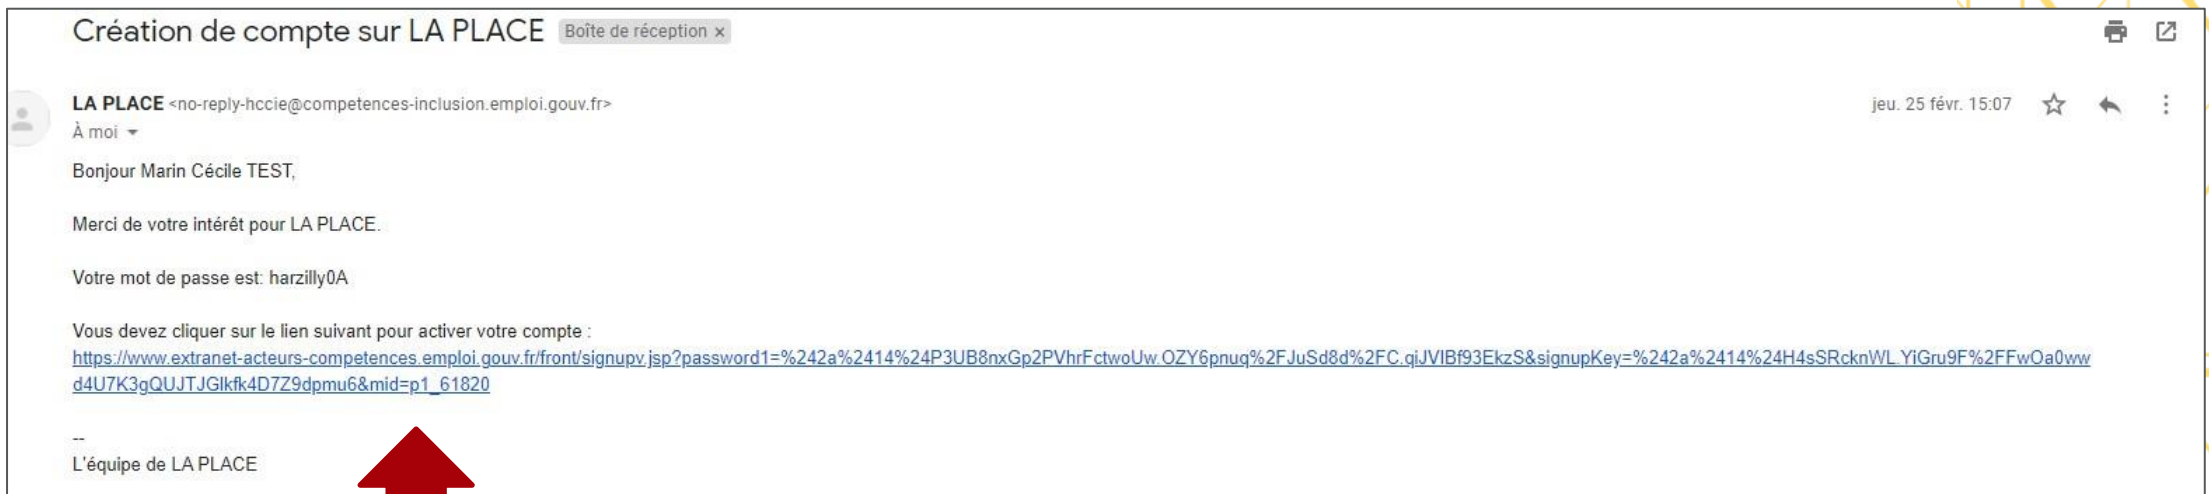 Création de compte sur LA PLACE Boîte de réception x
LA PLACE <no-reply-hccie@competences-inclusion.emploi.gouv.fr> jeu. 25 févr. 15:07
À moi
Bonjour Marin Cécile TEST,
Merci de votre intérêt pour LA PLACE.
Votre mot de passe est: harzilly0A
Vous devez cliquer sur le lien suivant pour activer votre compte :
https://www.extranet-acteurs-competences.emploi.gouv.fr/front/signupv.jsp?password1=%242a%2414%24P3UB8nxGp2PVhrFctwoUw.OZY6pnuq%2FJuSd8d%2FC.qiJVIBf93EkzS&signupKey=%242a%2414%24H4sSRcknWL.YiGru9F%2FFwOa0ww
d4U7K3gQUJTJGlkfk4D7Z9dpmu6&mid=p1_61820
--
L'équipe de LA PLACE